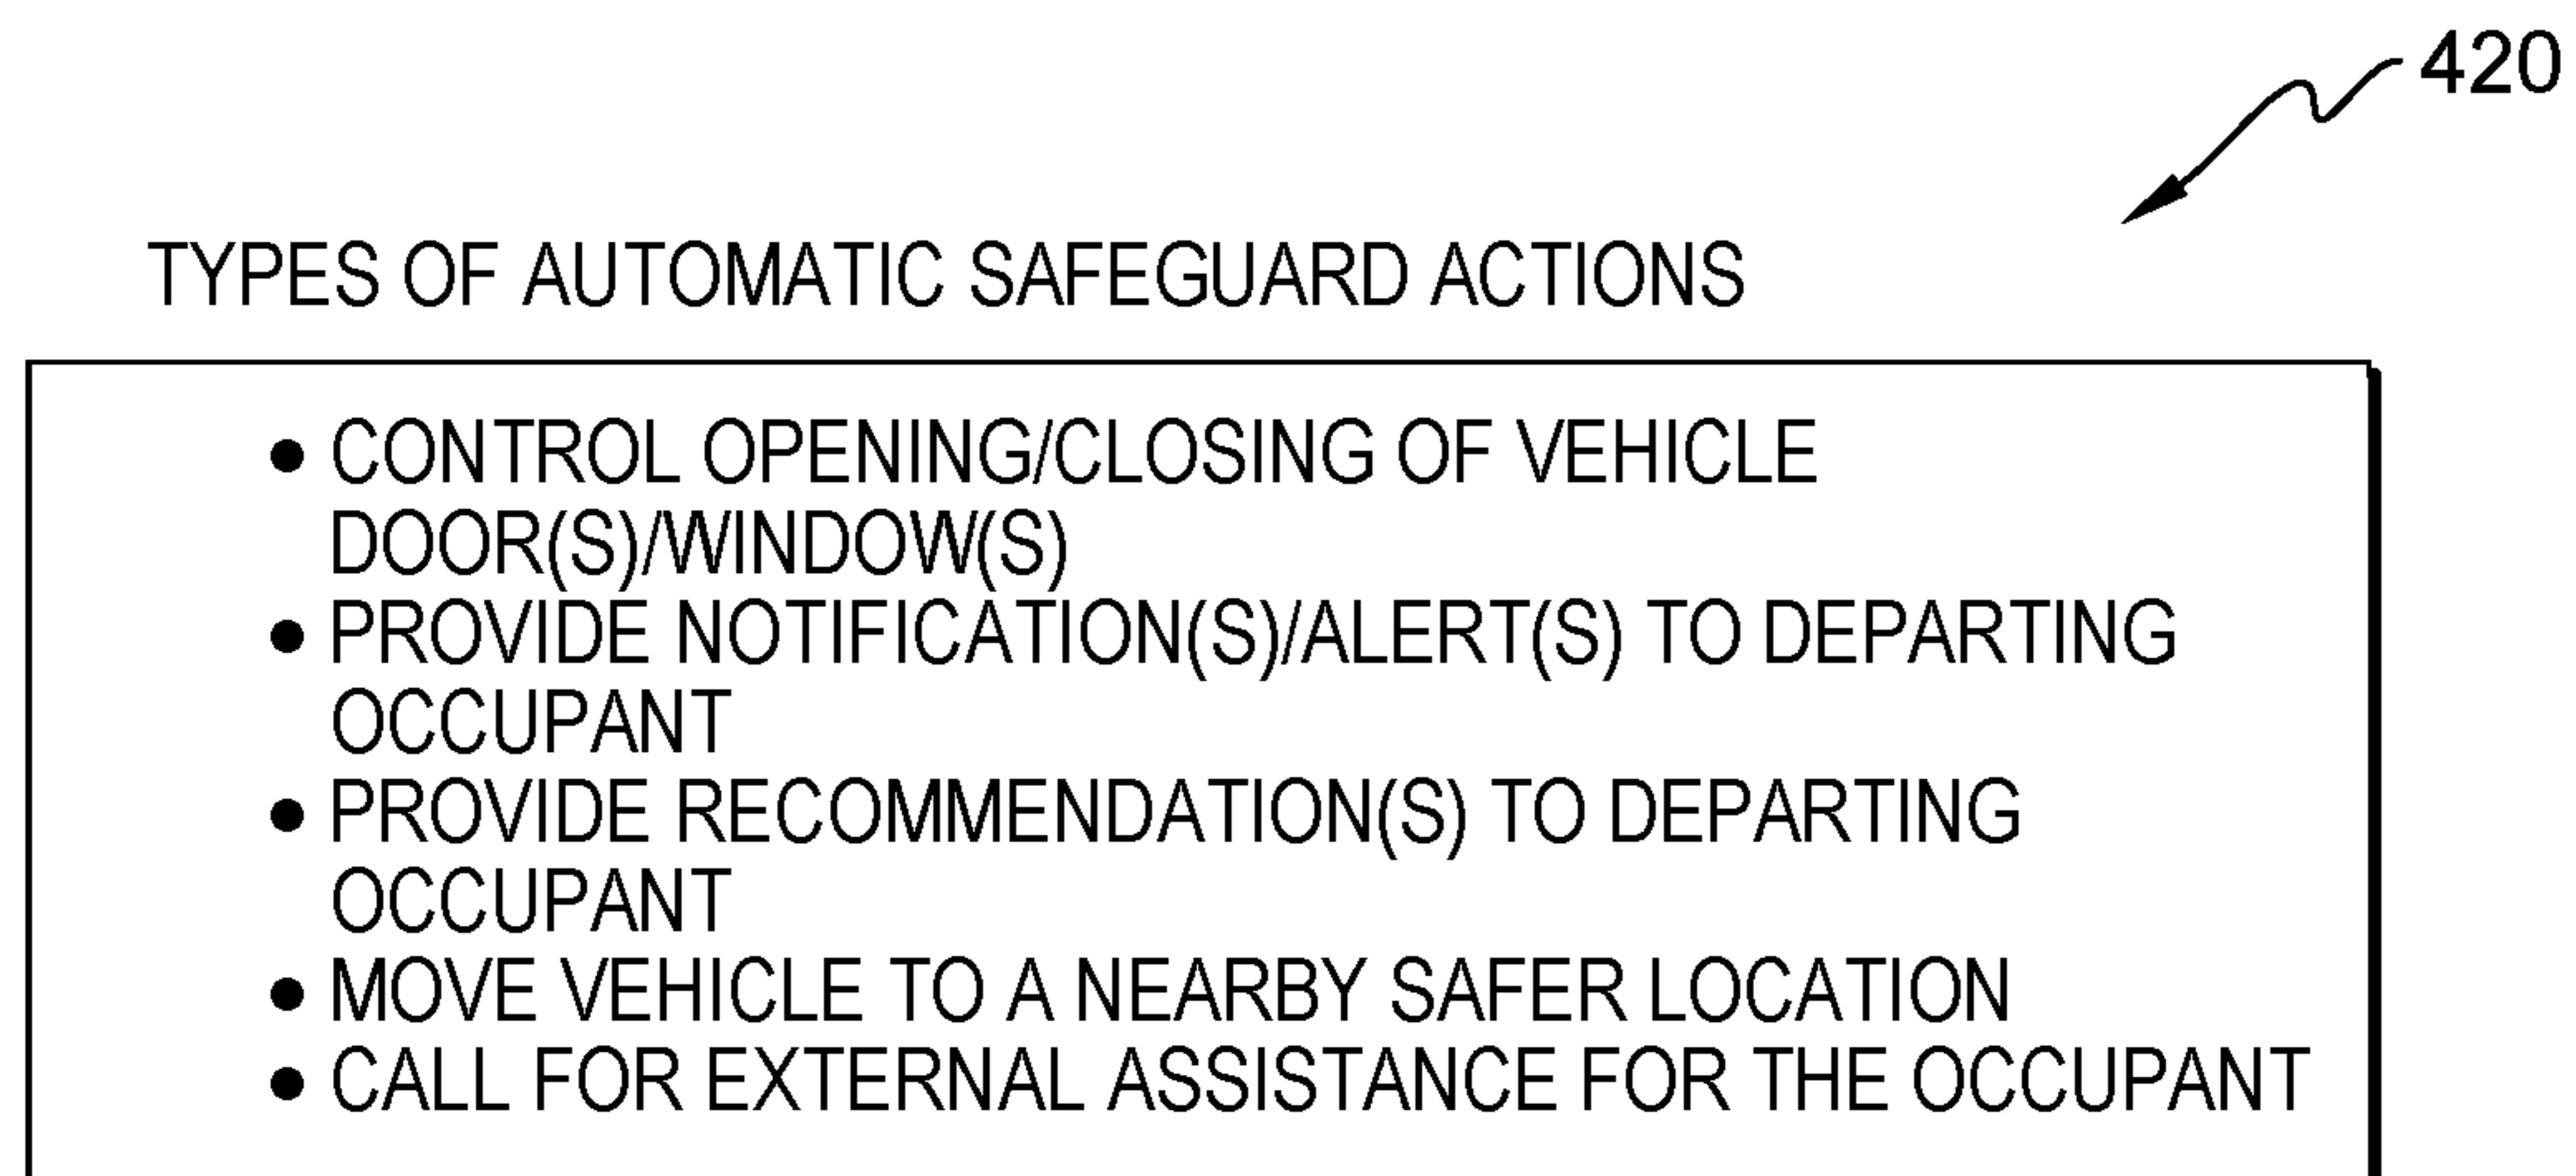 420
TYPES OF AUTOMATIC SAFEGUARD ACTIONS
● CONTROL OPENING/CLOSING OF VEHICLE
DOOR(S)/WINDOW(S)
● PROVIDE NOTIFICATION(S)/ALERT(S) TO DEPARTING
OCCUPANT
● PROVIDE RECOMMENDATION(S) TO DEPARTING
OCCUPANT
● MOVE VEHICLE TO A NEARBY SAFER LOCATION
● CALL FOR EXTERNAL ASSISTANCE FOR THE OCCUPANT